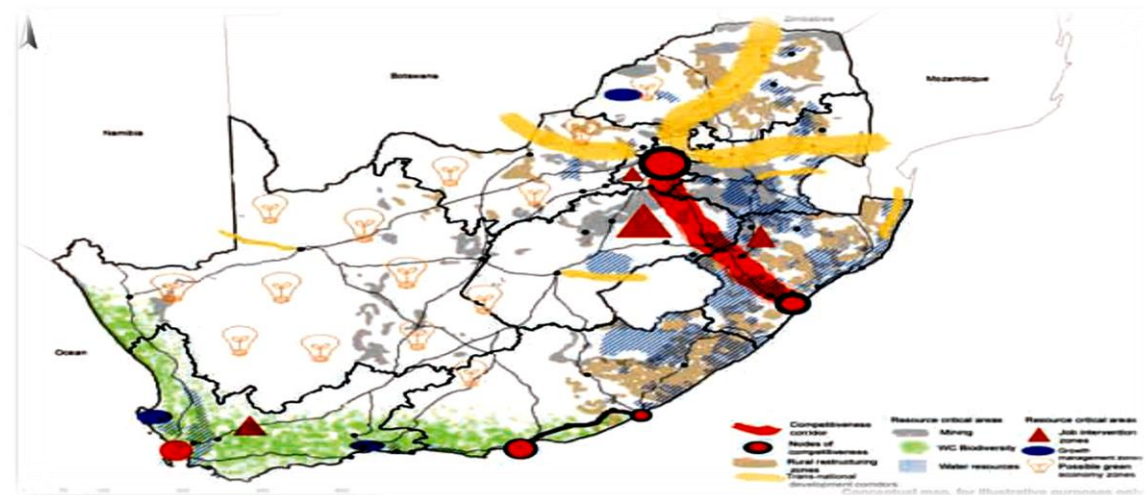 Zimbabwe
Botswana
Mozambique
Namibia
Ocean
Competitiveness
corridor
Nodes of
competitiveness
Rural restructuring
zones
Trans-national
development corridors
Resource critical areas
Mining
WC Biodiversity
Water resources
Resource critical areas
Job intervention
zones
Growth
management zones
Possible green
economy zones
Conceptual map, for illustrative purposes only